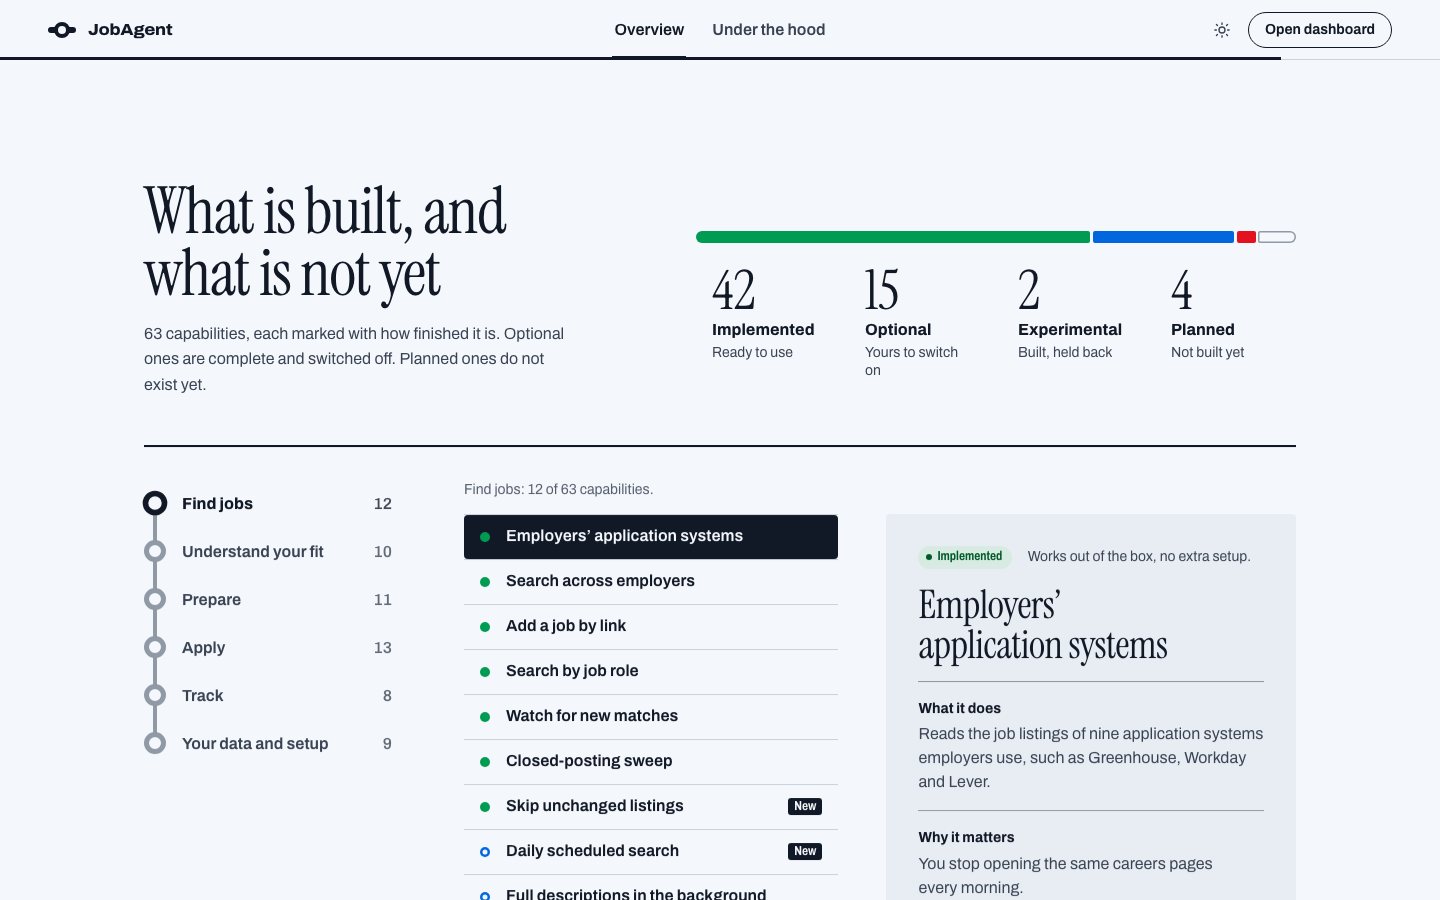 JobAgent
Overview
Under the hood
Open dashboard
What is built, and
what is not yet
63 capabilities, each marked with how finished it is. Optional
ones are complete and switched off. Planned ones do not
exist yet.
42
Implemented
Ready to use
15
Optional
Yours to switch
on
2
Experimental
Built, held back
4
Planned
Not built yet
Find jobs 12
Understand your fit 10
Prepare 11
Apply 13
Track 8
Your data and setup 9
Find jobs: 12 of 63 capabilities.
Employers’ application systems
Search across employers
Add a job by link
Search by job role
Watch for new matches
Closed-posting sweep
Skip unchanged listings New
Daily scheduled search New
Full descriptions in the background
Implemented Works out of the box, no extra setup.
Employers’
application systems
What it does
Reads the job listings of nine application systems
employers use, such as Greenhouse, Workday
and Lever.
Why it matters
You stop opening the same careers pages
every morning.